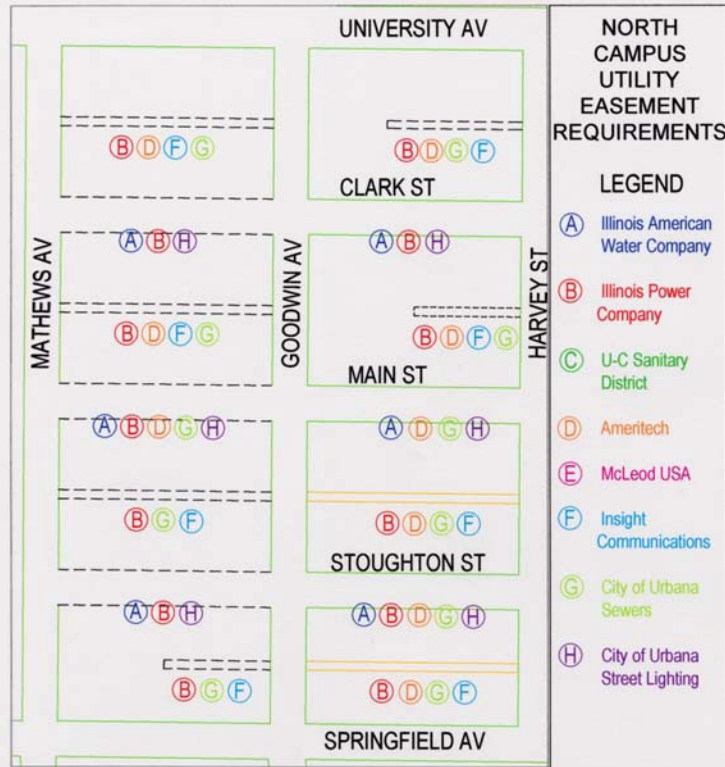 UNIVERSITY AV
B D F G
B D G F
CLARK ST
A B H
A B H
MATHEWS AV
GOODWIN AV
HARVEY ST
B D F G
B D F G
MAIN ST
A B D G H
A D G H
B G F
B D G F
STOUGHTON ST
A B H
A B D G H
B G F
B D G F
SPRINGFIELD AV
NORTH
CAMPUS
UTILITY
EASEMENT
REQUIREMENTS
LEGEND
A Illinois American
Water Company
B Illinois Power
Company
C U-C Sanitary
District
D Ameritech
E McLeod USA
F Insight
Communications
G City of Urbana
Sewers
H City of Urbana
Street Lighting